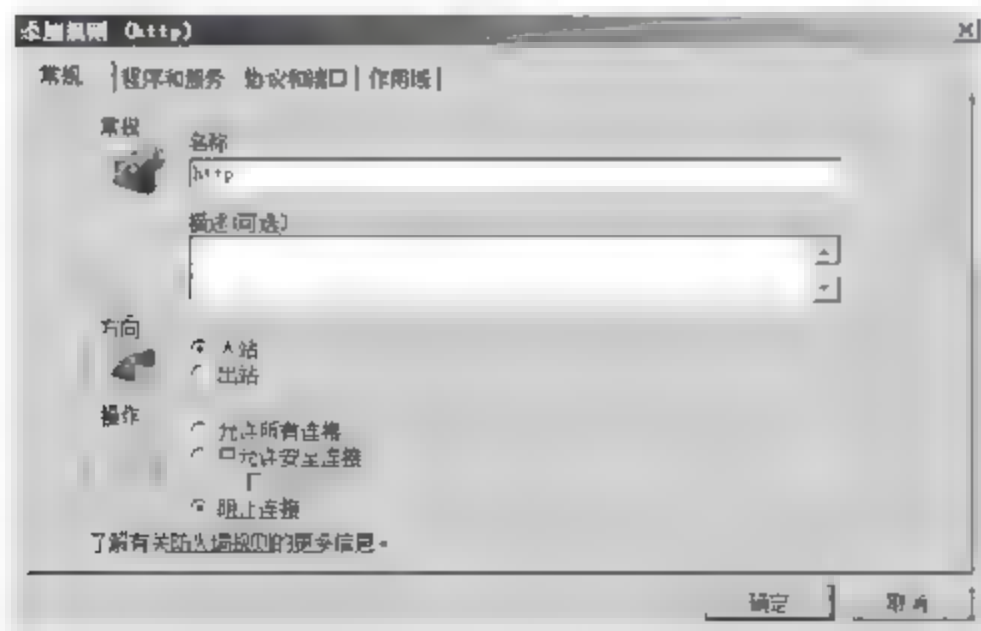 添加规则 (http)
常规 程序和服务 协议和端口 作用域
常规
名称
http
描述(可选)
方向
入站
出站
操作
允许所有连接
只允许安全连接
阻止连接
了解有关防火墙规则的更多信息。
确定 取消